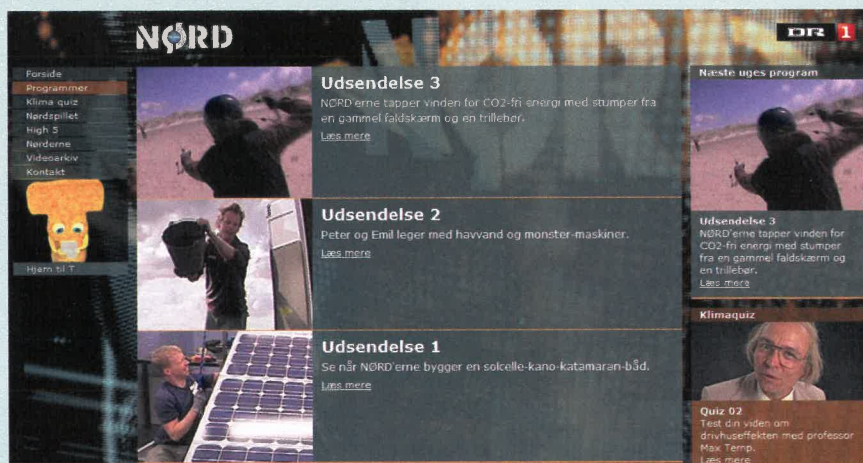 NØRD
DR 1
Forside
Programmer
Klima quiz
Nørdspillet
High 5
Nørderne
Videoarkiv
Kontakt
Hjem til T
Udsendelse 3
NØRD'erne tapper vinden for CO2-fri energi med stumper fra
en gammel faldskærm og en trillebør.
Læs mere
Udsendelse 2
Peter og Emil leger med havvand og monster-maskiner.
Læs mere
Udsendelse 1
Se når NØRD'erne bygger en solcelle-kano-katamaran-båd.
Læs mere
Næste uges program
Udsendelse 3
NØRD'erne tapper vinden for
CO2-fri energi med stumper
fra en gammel faldskærm og
en trillebør.
Læs mere
Klimaquiz
Quiz 02
Test din viden om
drivhuseffekten med professor
Max Temp.
Læs mere